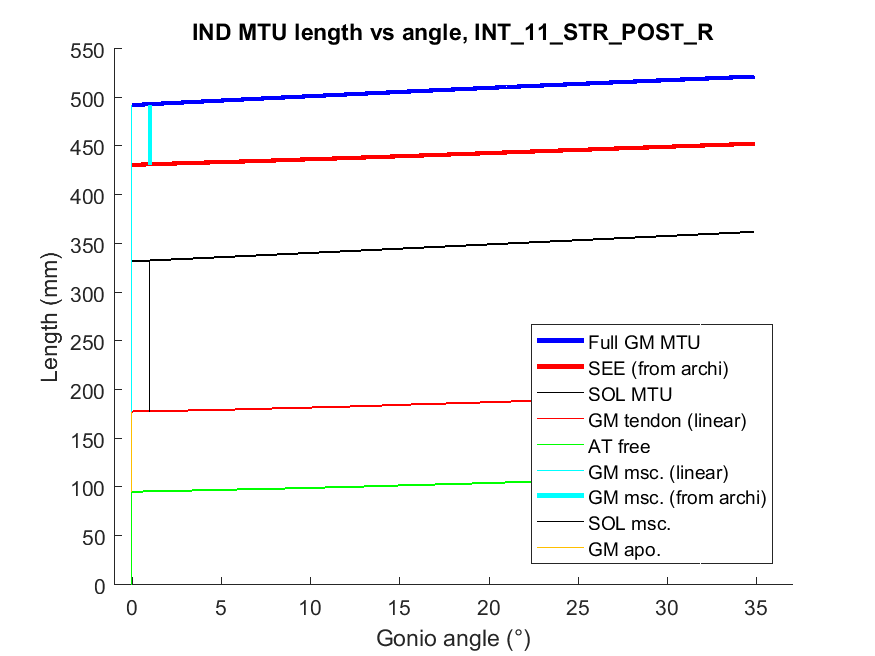 IND MTU length vs angle, INT_11_STR_POST_R
550
500
450
400
350
300
250
200
150
100
50
0
Length (mm)
Full GM MTU
SEE (from archi)
SOL MTU
GM tendon (linear)
AT free
GM msc. (linear)
GM msc. (from archi)
SOL msc.
GM apo.
0 5 10 15 20 25 30 35
Gonio angle (°)